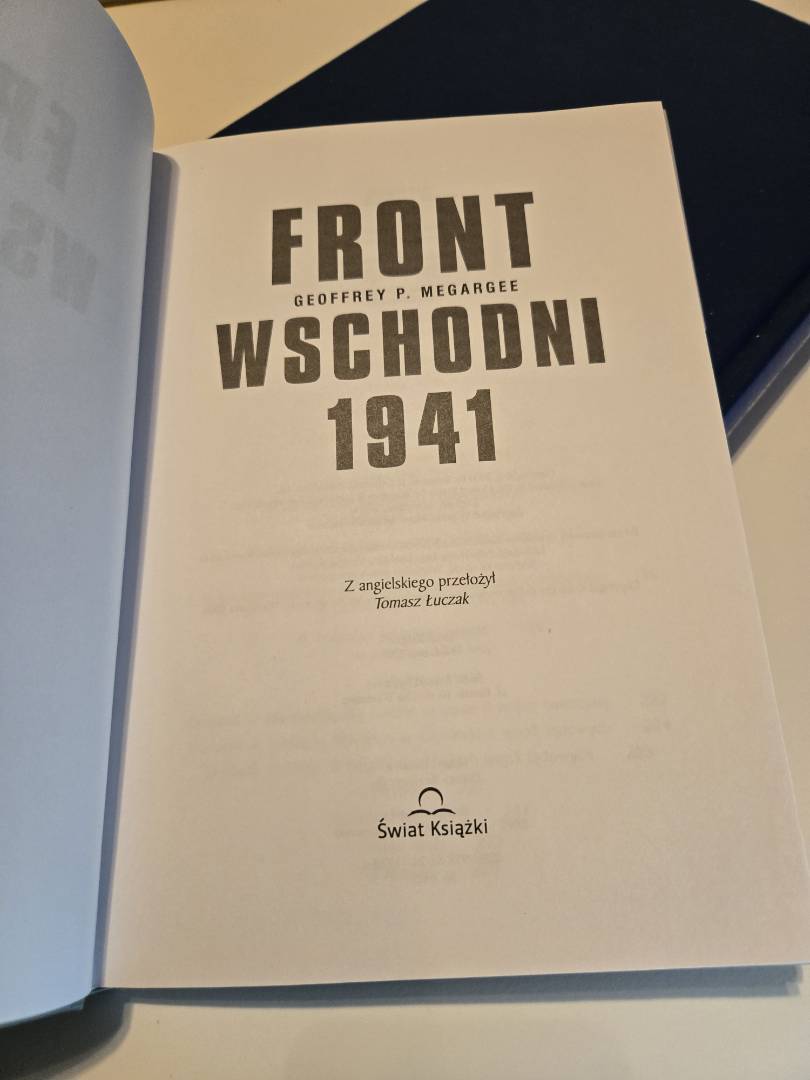 FRONT
GEOFFREY P. MEGARGEE
WSCHODNI
1941
Z angielskiego przełożył
Tomasz Łuczak
Świat Książki